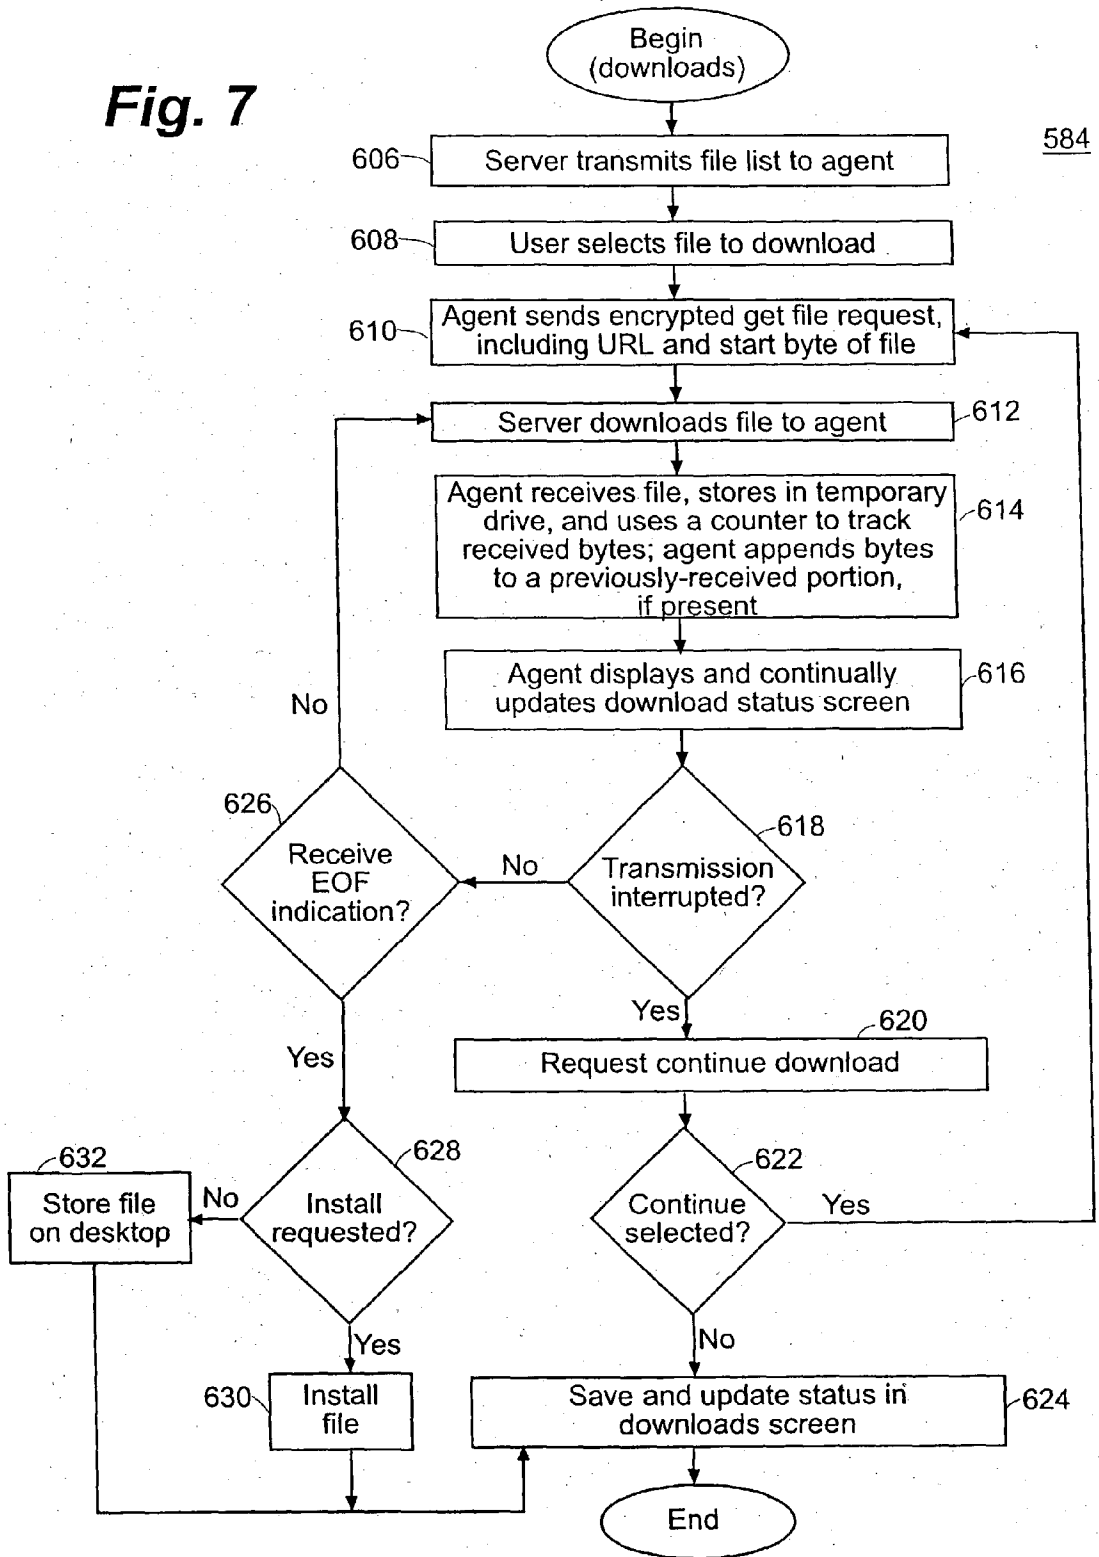 Begin
(downloads)
Fig. 7
584
606
Server transmits file list to agent
608
User selects file to download
610
Agent sends encrypted get file request,
including URL and start byte of file
Server downloads file to agent
612
Agent receives file, stores in temporary
drive, and uses a counter to track
received bytes; agent appends bytes
to a previously-received portion,
if present
614
Agent displays and continually
updates download status screen
616
No
626
Receive
EOF
indication?
No
618
Transmission
interrupted?
Yes
Yes
620
Request continue download
632
Store file
on desktop
No
628
Install
requested?
622
Continue
selected?
Yes
Yes
No
630
Install
file
Save and update status in
downloads screen
624
End